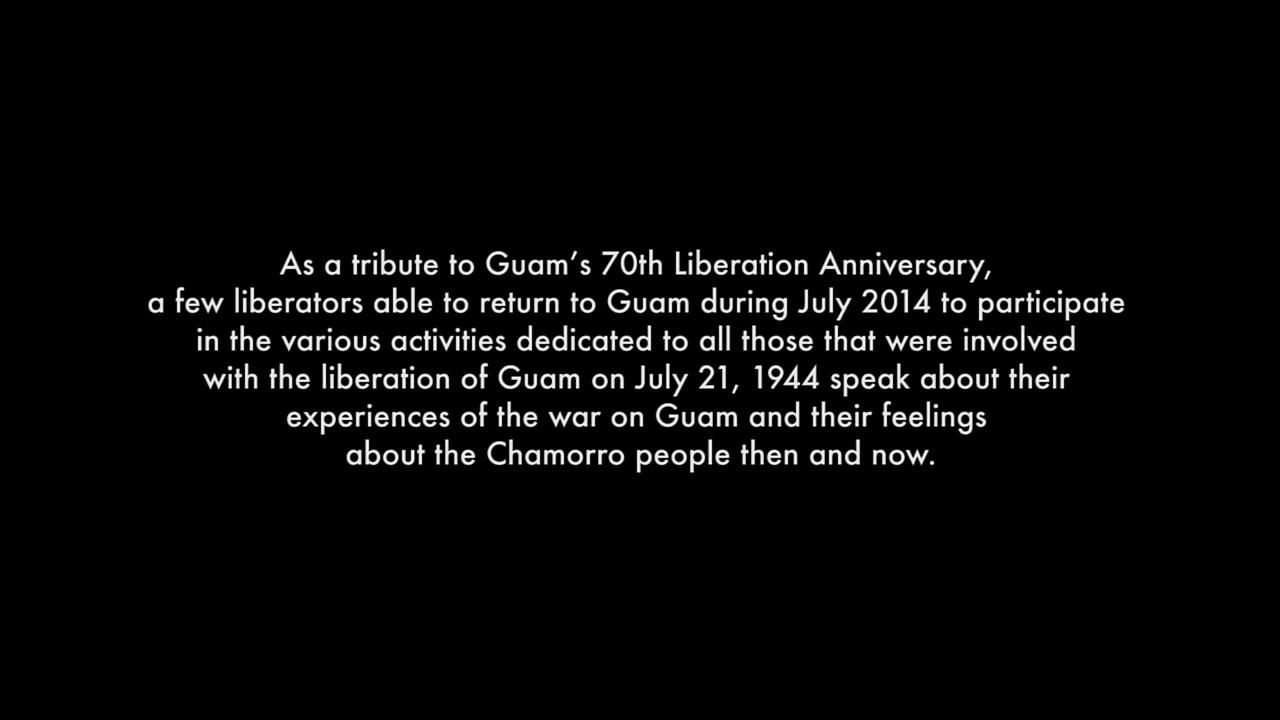 As a tribute to Guam’s 70th Liberation Anniversary,
a few liberators able to return to Guam during July 2014 to participate
in the various activities dedicated to all those that were involved
with the liberation of Guam on July 21, 1944 speak about their
experiences of the war on Guam and their feelings
about the Chamorro people then and now.